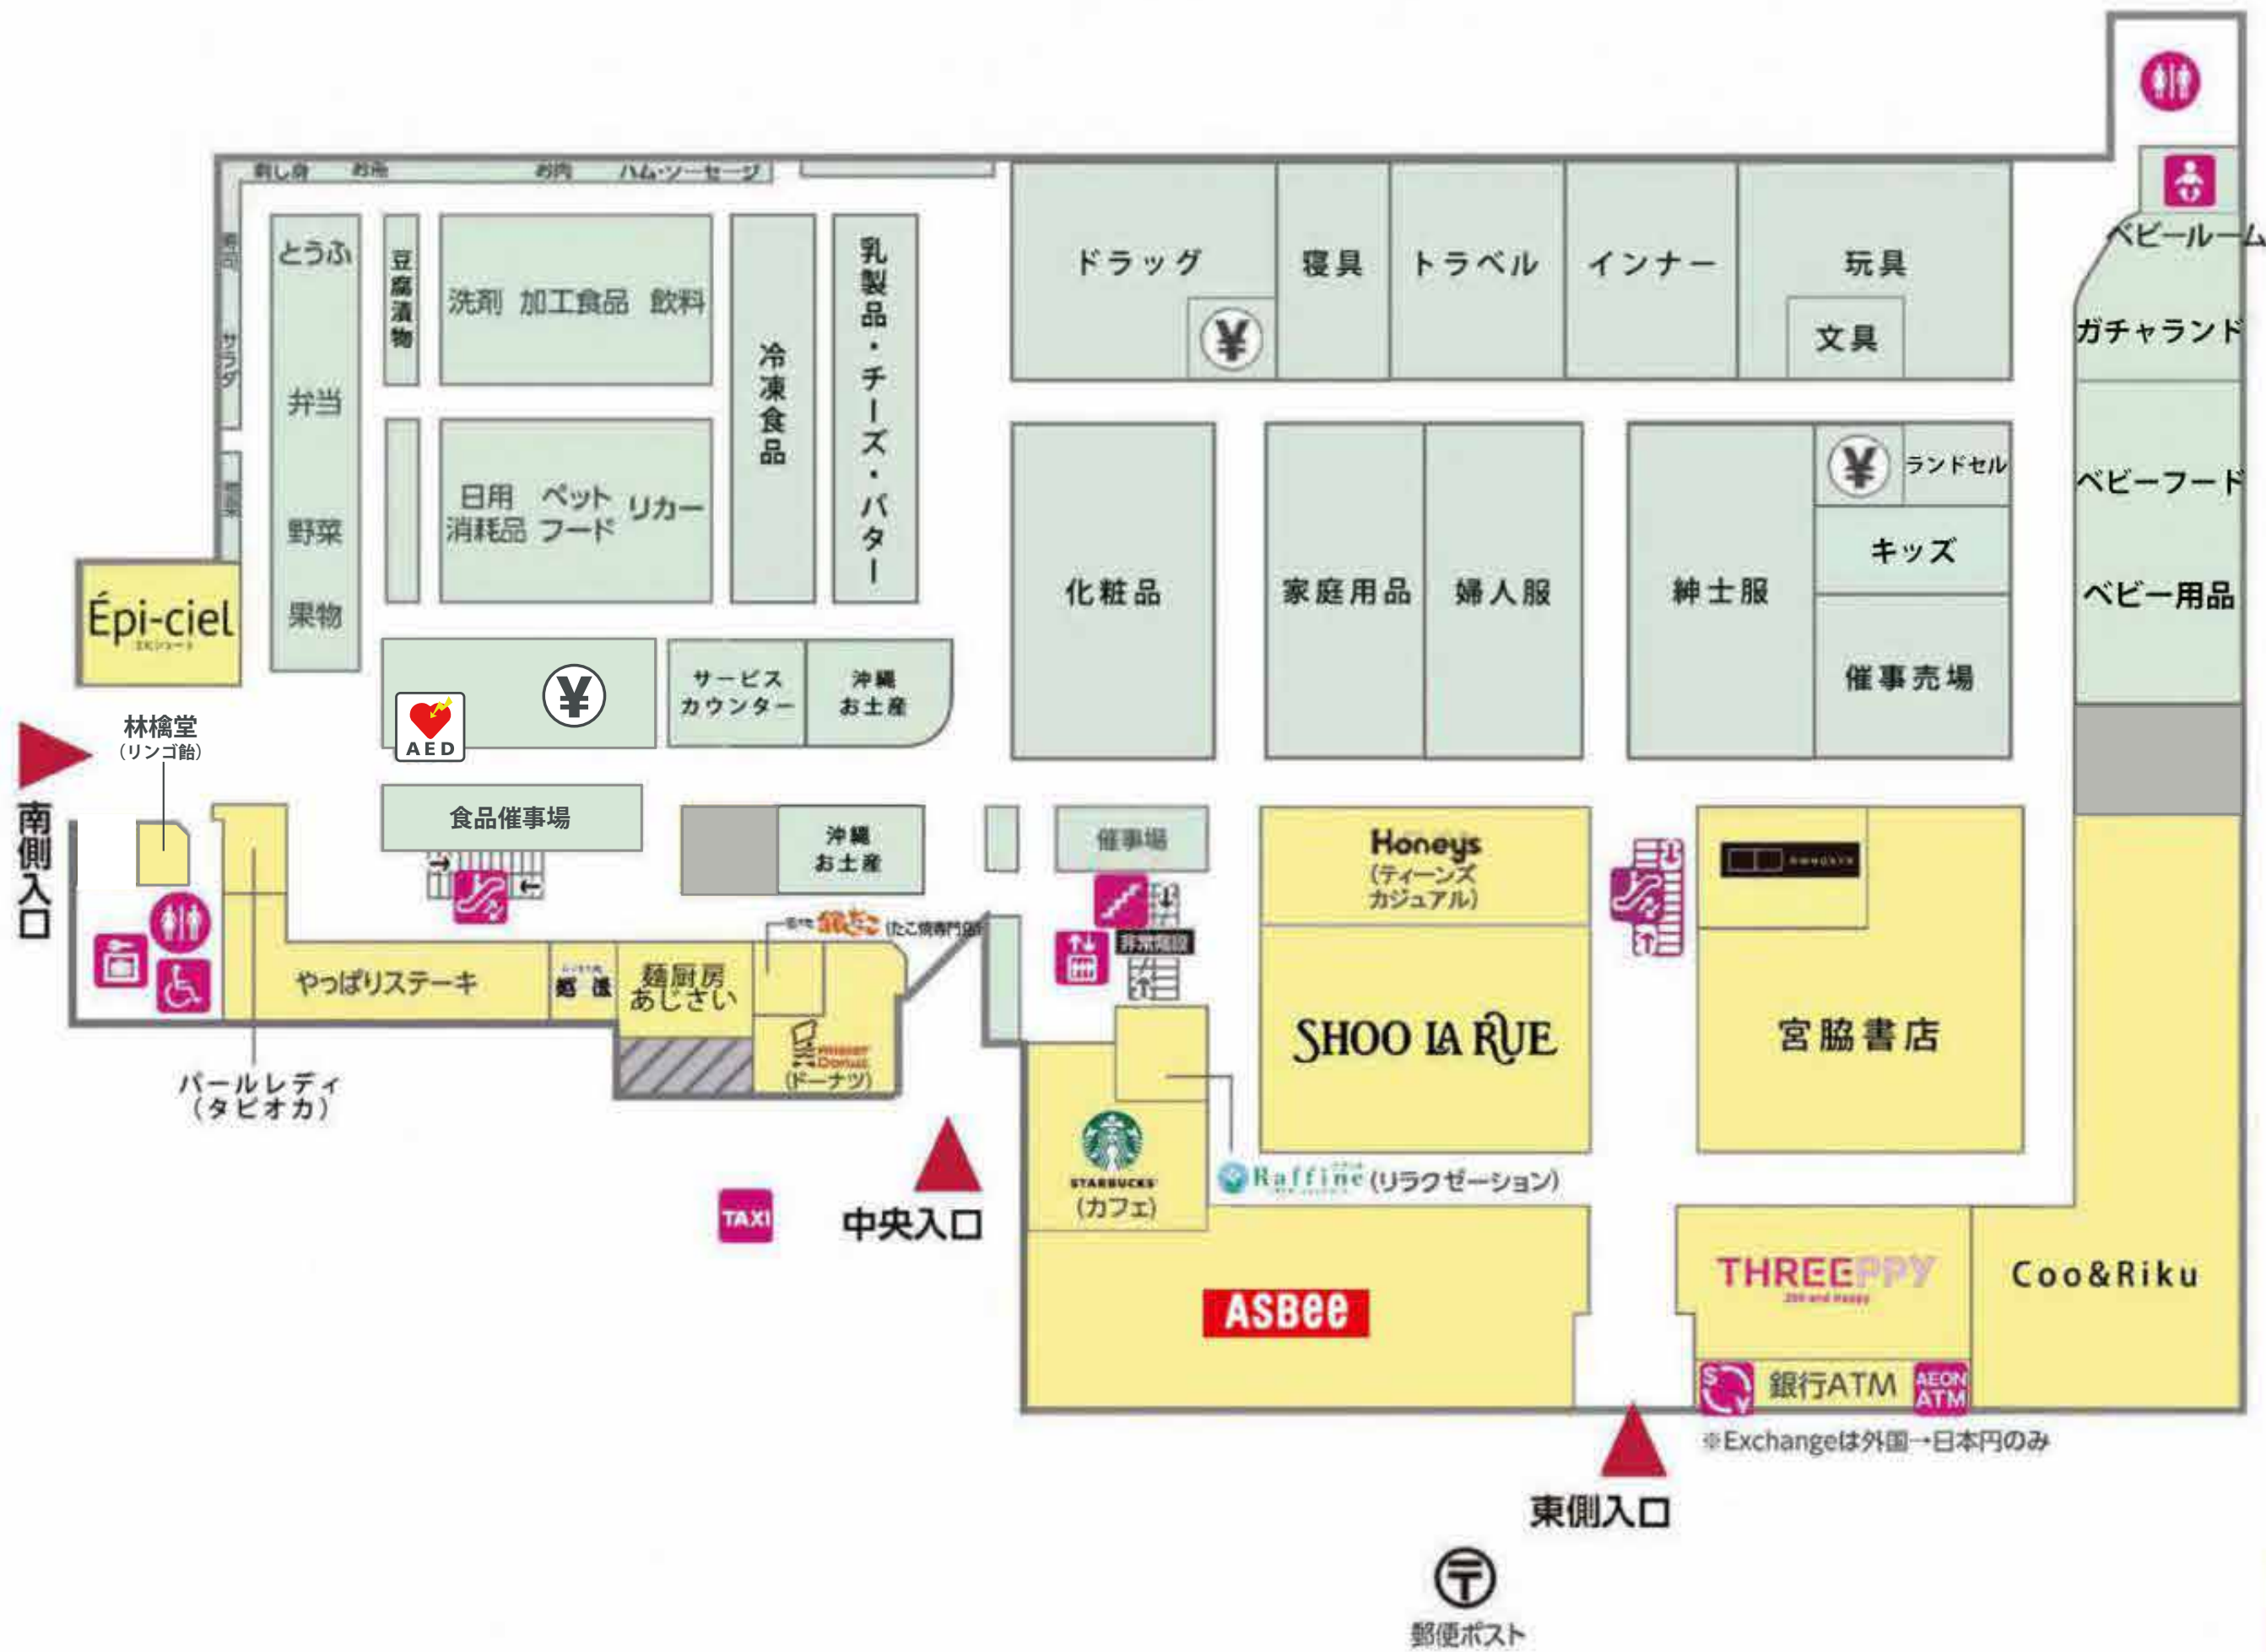 刺し身 お魚 お肉 ハム・ソーセージ
寿司
サラダ
惣菜
とうふ
弁当
野菜
果物
豆腐漬物
洗剤 加工食品 飲料
日用消耗品
ペットフード
リカー
冷凍食品
乳製品・チーズ・バター
ドラッグ
¥
寝具
トラベル
インナー
玩具
文具
ベビールーム
ガチャランド
ベビーフード
ベビー用品
化粧品
家庭用品
婦人服
紳士服
¥
ランドセル
キッズ
催事売場
Épi-ciel
林檎堂
(リンゴ飴)
南側入口
AED
¥
サービス
カウンター
沖縄
お土産
食品催事場
沖縄
お土産
催事場
非常階段
Honeys
(ティーンズ
カジュアル)
SHOO LA RUE
宮脇書店
銀だこ (たこ焼専門店)
やっぱりステーキ
麺厨房
あじさい
mister
Donut
(ドーナツ)
パールレディ
(タピオカ)
TAXI
中央入口
STARBUCKS
(カフェ)
Raffine (リラクゼーション)
ASBee
THREEPPY
Coo&Riku
銀行ATM
AEON
ATM
※Exchangeは外国→日本円のみ
東側入口
〒
郵便ポスト